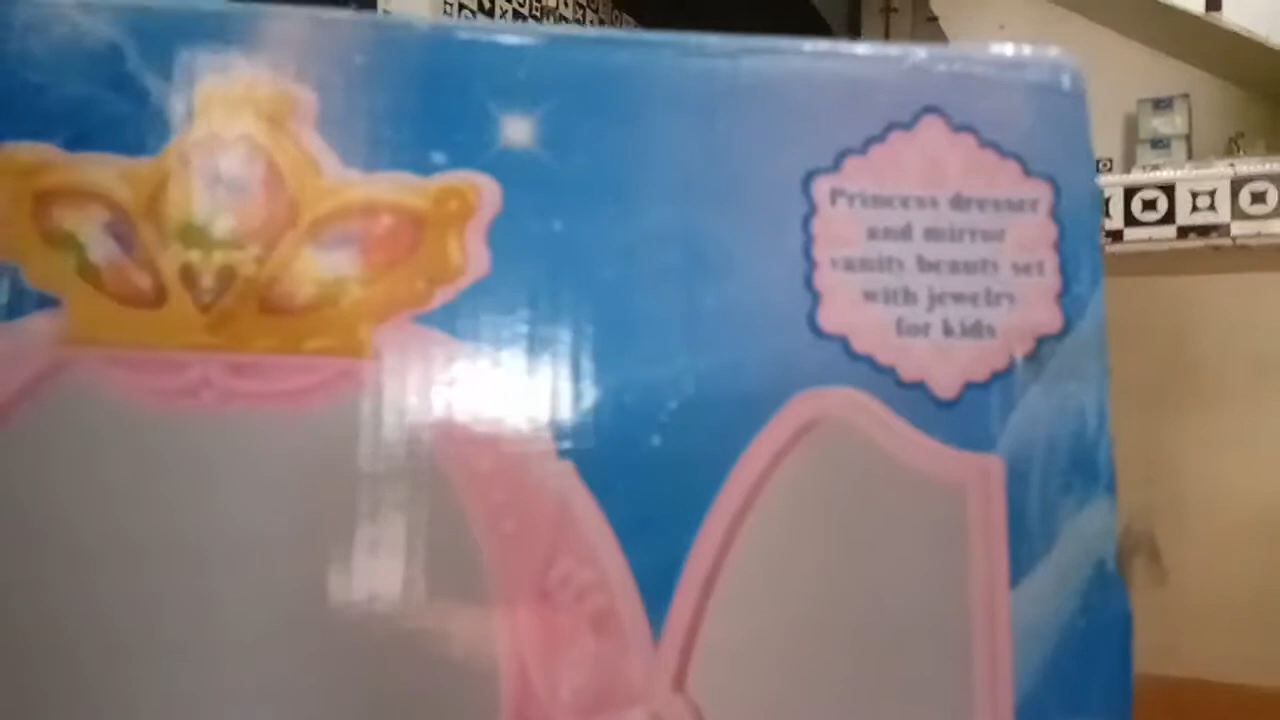 Princess dresser
and mirror
vanity beauty set
with jewelry
for kids